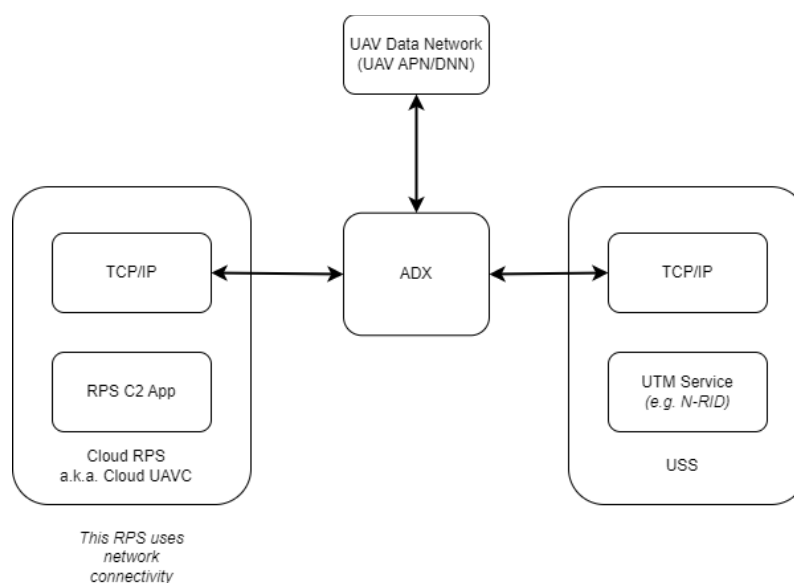 UAV Data Network
(UAV APN/DNN)
TCP/IP
ADX
TCP/IP
RPS C2 App
UTM Service
(e.g. N-RID)
Cloud RPS
a.k.a. Cloud UAVC
USS
This RPS uses
network
connectivity